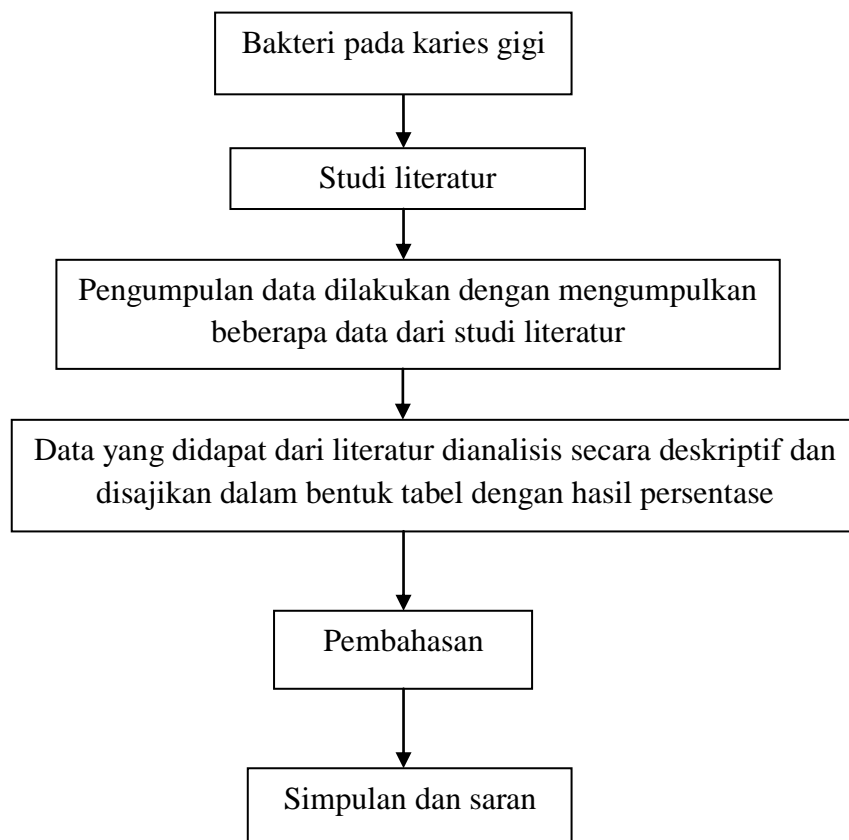 Bakteri pada karies gigi
Studi literatur
Pengumpulan data dilakukan dengan mengumpulkan
beberapa data dari studi literatur
Data yang didapat dari literatur dianalisis secara deskriptif dan
disajikan dalam bentuk tabel dengan hasil persentase
Pembahasan
Simpulan dan saran